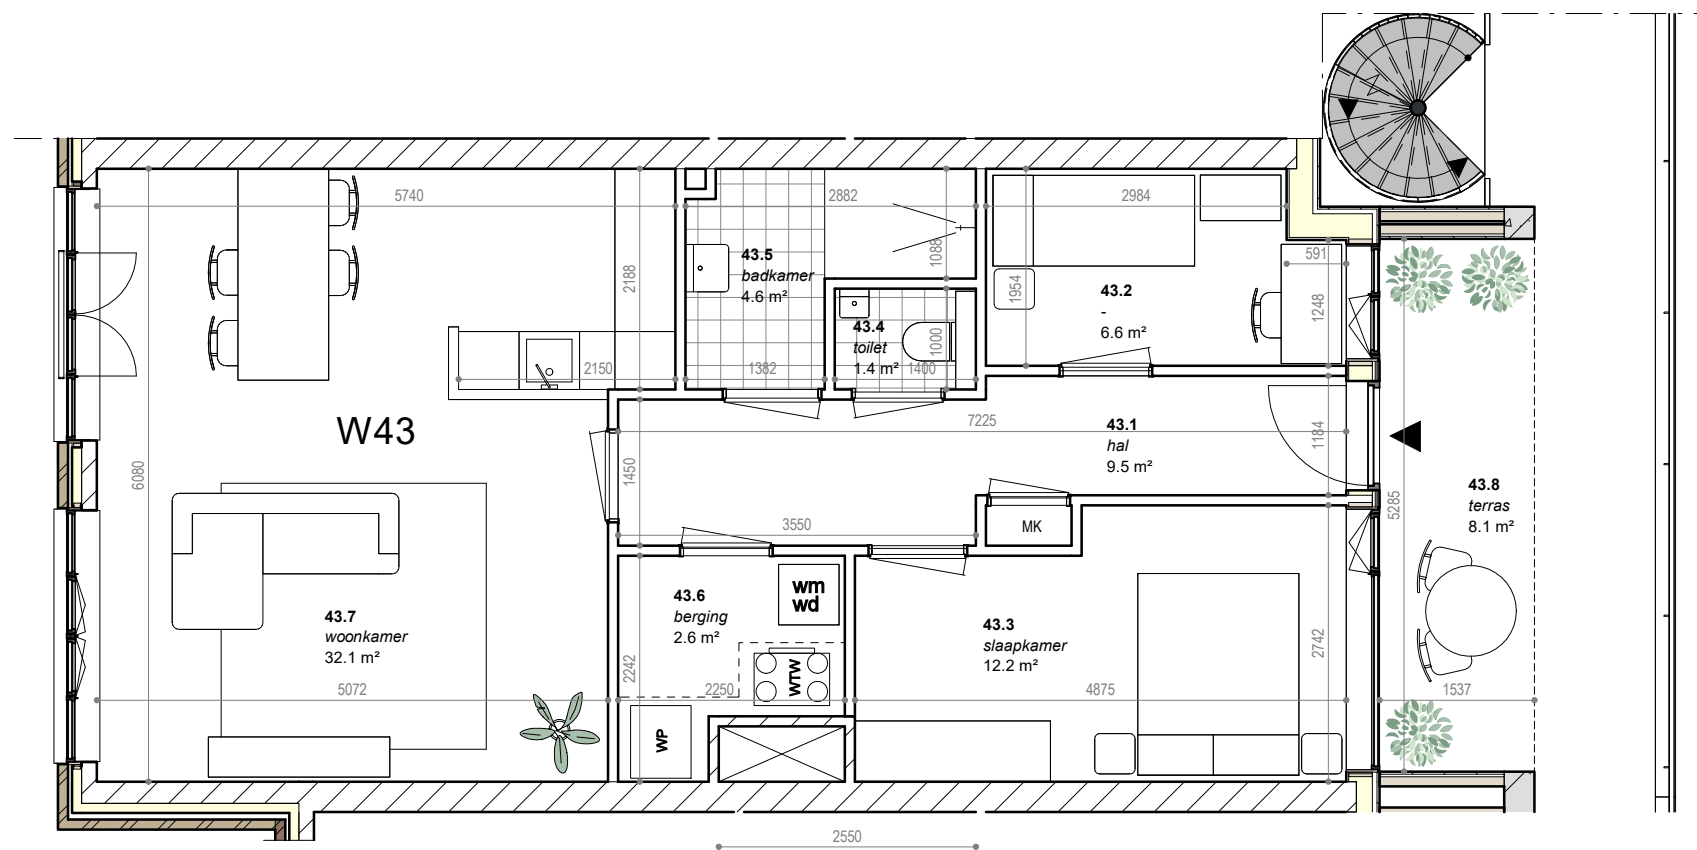 5740
2882
2984
43.5
badkamer
4.6 m²
1088
591
2188
1954
43.2
-
6.6 m²
1248
43.4
toilet
1.4 m²
1000
2150
1382
1400
W43
7225
43.1
hal
9.5 m²
1184
6080
1450
43.8
terras
8.1 m²
5285
3550
MK
43.7
woonkamer
32.1 m²
43.6
berging
2.6 m²
wm
wd
43.3
slaapkamer
12.2 m²
2742
2242
WTW
5072
2250
4875
1537
WP
2550